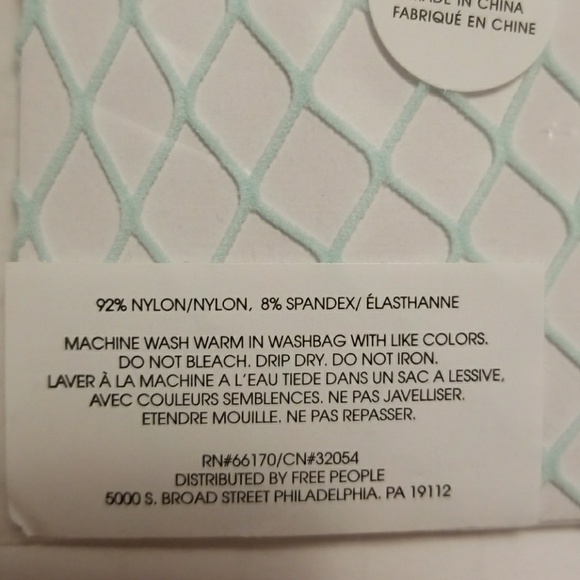 MADE IN CHINA
FABRIQUÉ EN CHINE
92% NYLON/NYLON, 8% SPANDEX/ ÉLASTHANNE
MACHINE WASH WARM IN WASHBAG WITH LIKE COLORS.
DO NOT BLEACH. DRIP DRY. DO NOT IRON.
LAVER À LA MACHINE A L'EAU TIEDE DANS UN SAC A LESSIVE,
AVEC COULEURS SEMBLENCES. NE PAS JAVELLISER.
ETENDRE MOUILLE. NE PAS REPASSER.
RN#66170/CN#32054
DISTRIBUTED BY FREE PEOPLE
5000 S. BROAD STREET PHILADELPHIA. PA 19112